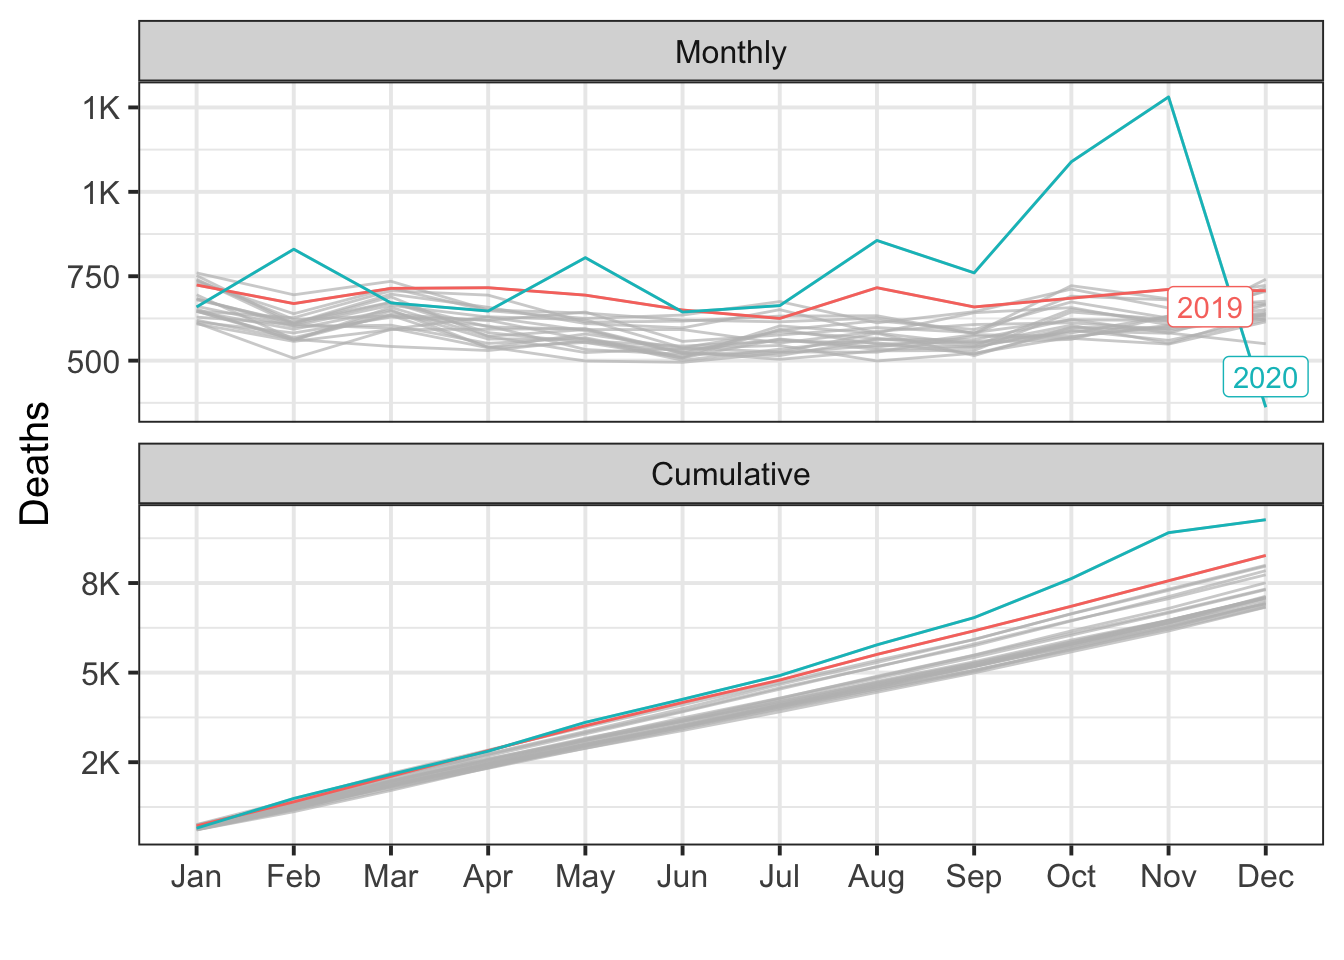 Monthly
1K
1K
750
500
2019
2020
Deaths
Cumulative
8K
5K
2K
Jan Feb Mar Apr May Jun Jul Aug Sep Oct Nov Dec